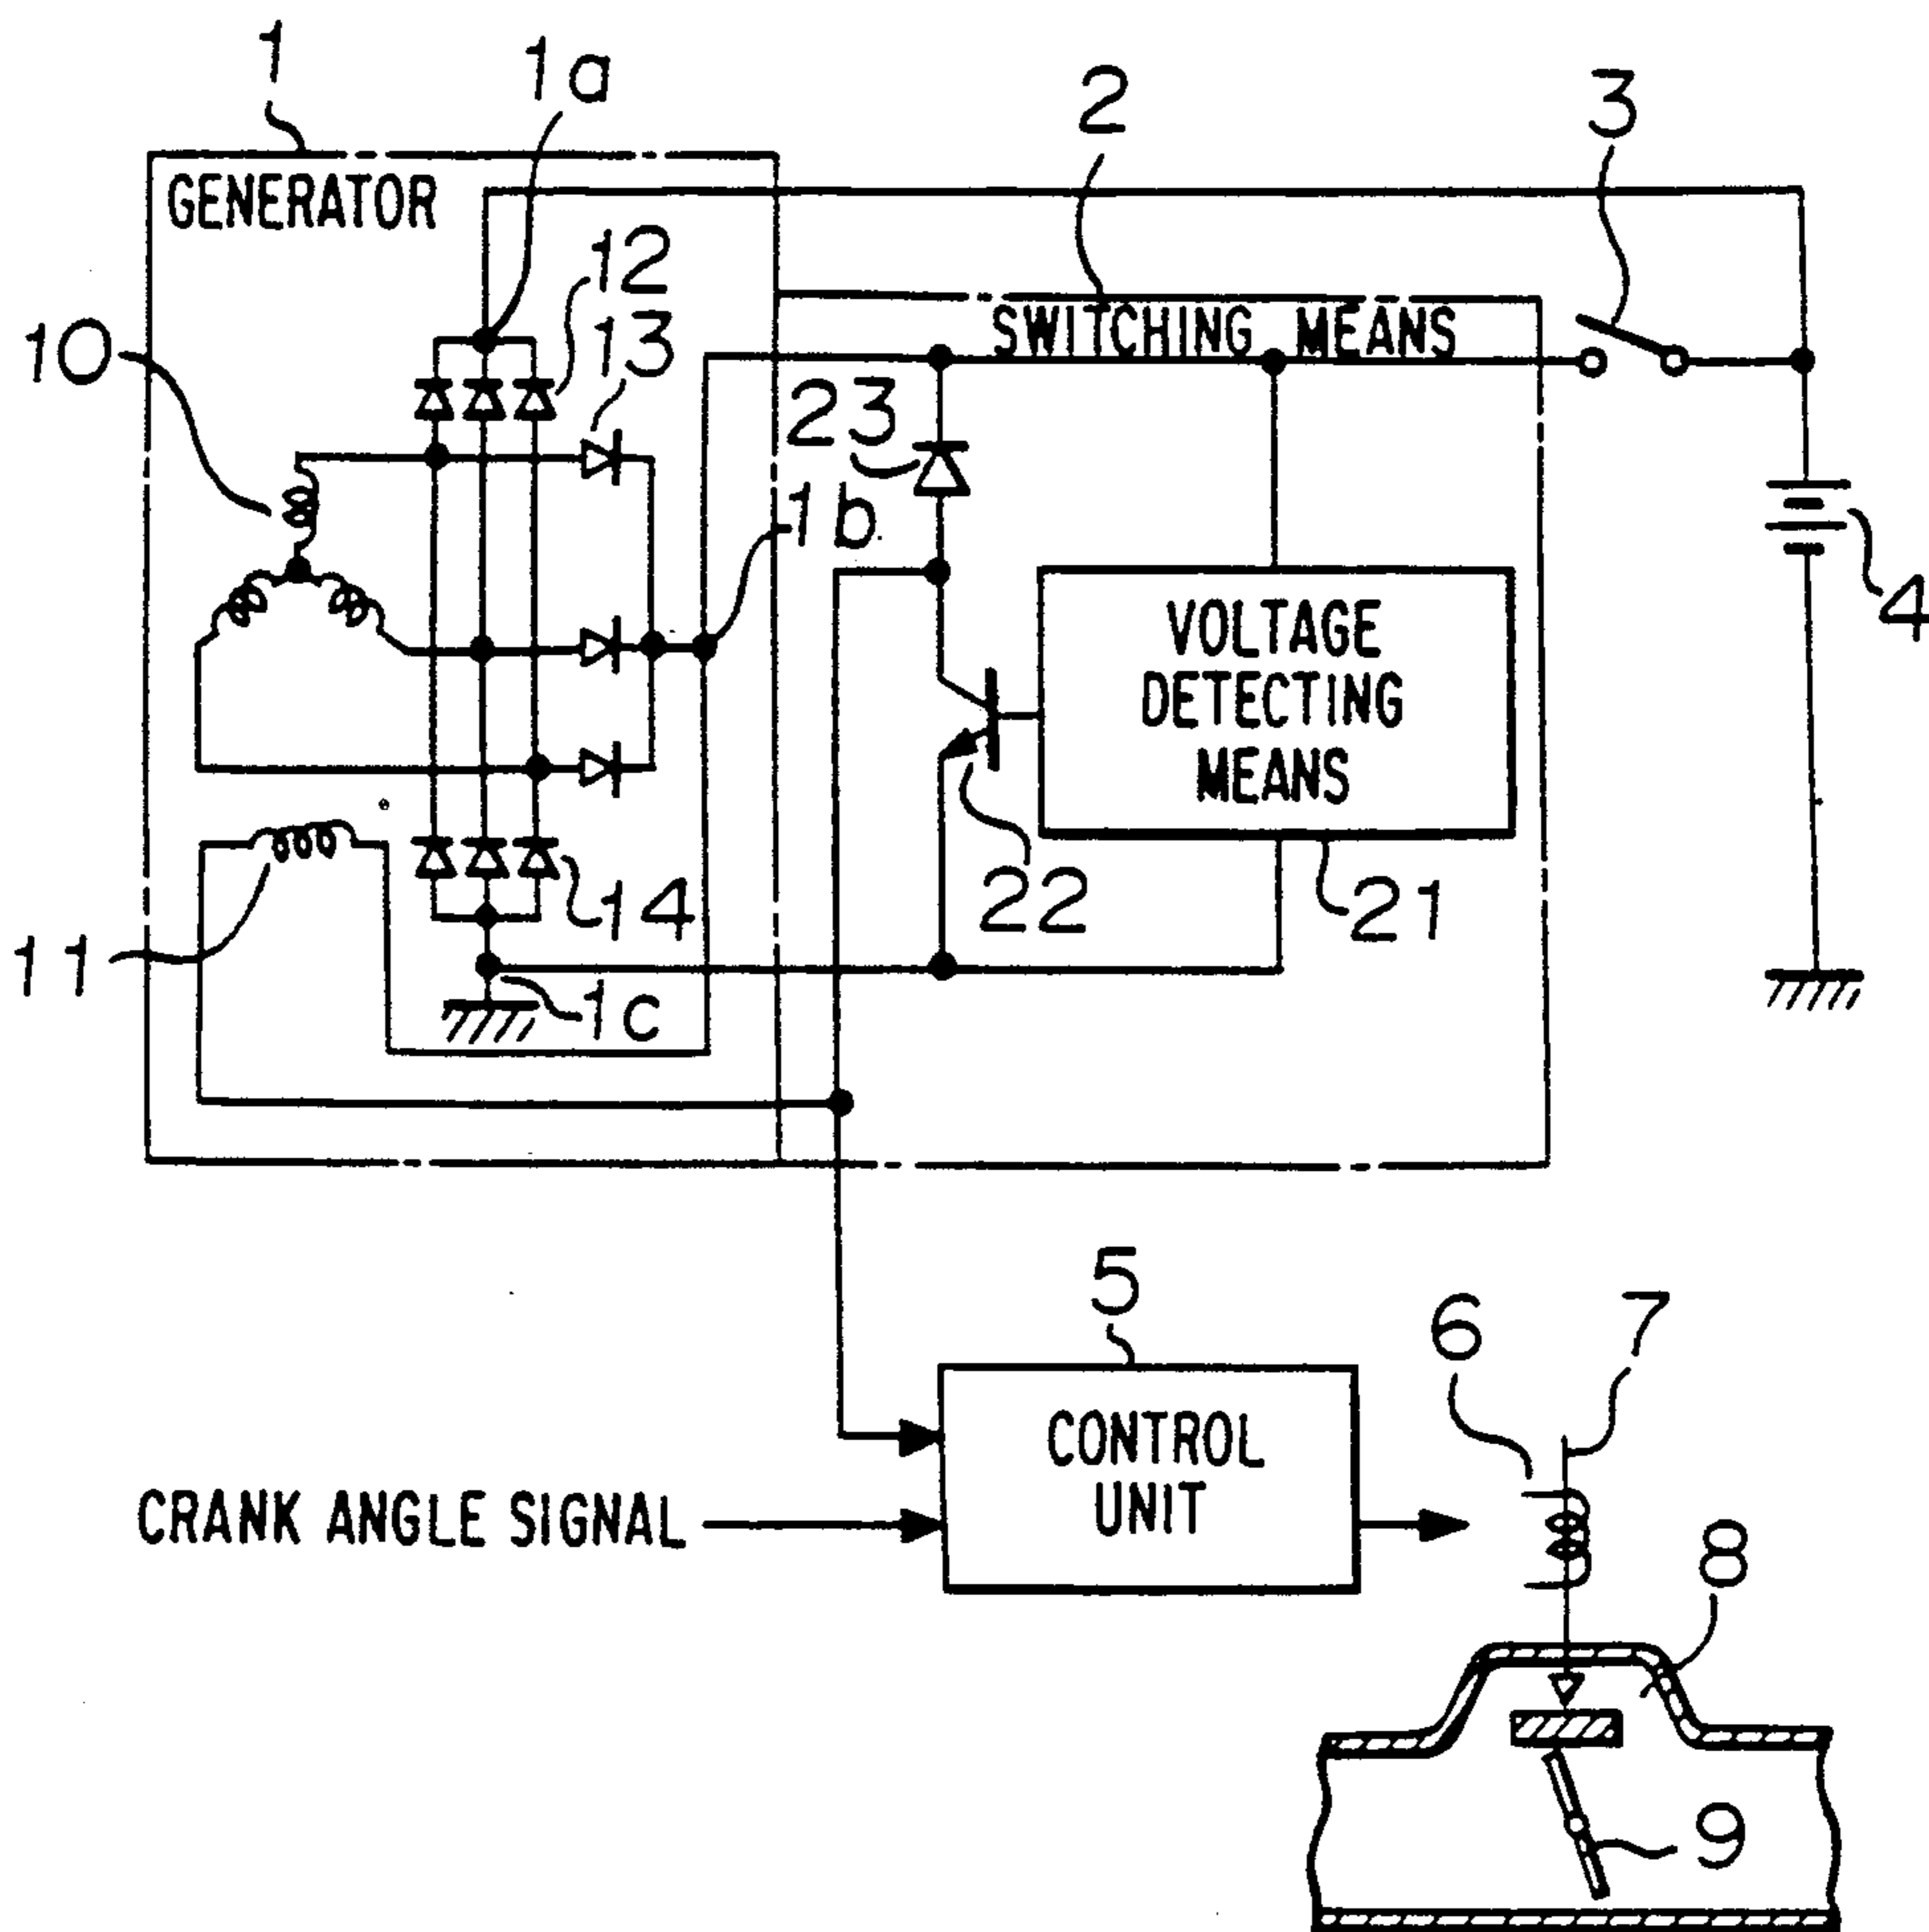 1
1a
2
3
GENERATOR
12
SWITCHING MEANS
10
13
23
1b
4
VOLTAGE
DETECTING
MEANS
22
21
14
11
1c
5
6
7
CONTROL
UNIT
CRANK ANGLE SIGNAL
8
9